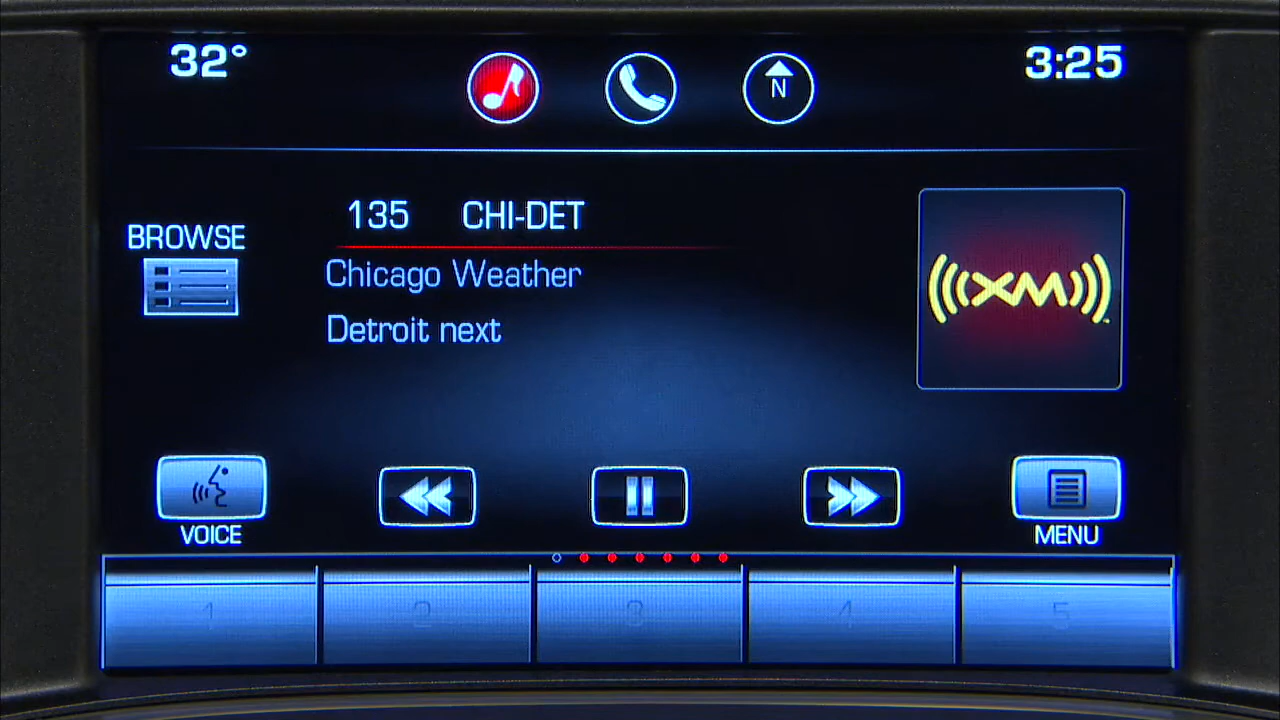 32°
N
3:25
135 CHI-DET
BROWSE
Chicago Weather
Detroit next
((( XM )))
VOICE
MENU
1 2 3 4 5